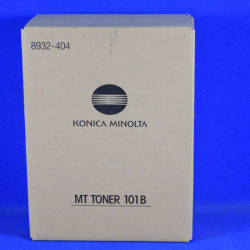 8932-404
KONICA MINOLTA
MT TONER 101B